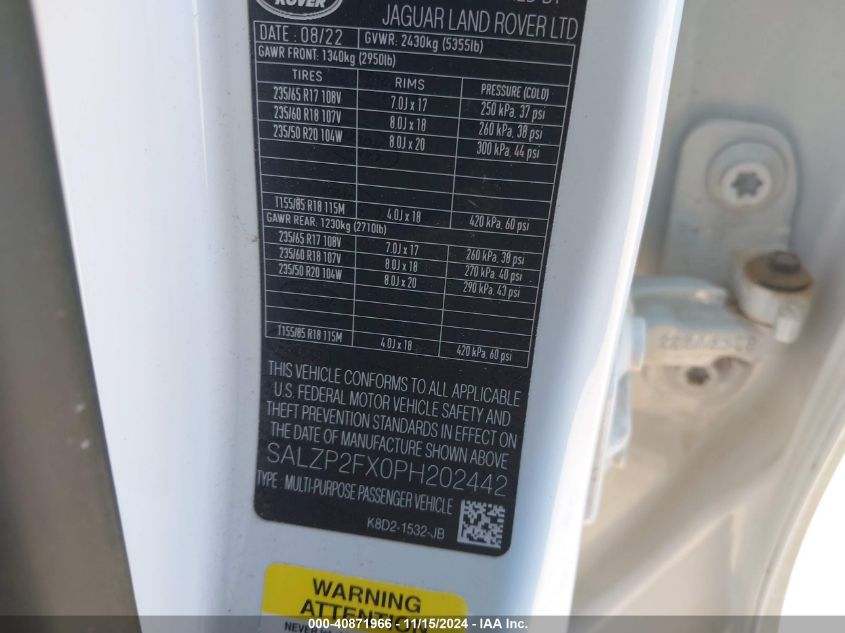 ROVER
JAGUAR LAND ROVER LTD
DATE : 08/22 GVWR: 2430kg (5355lb)
GAWR FRONT: 1340kg (2950lb)
TIRES RIMS PRESSURE (COLD)
235/65 R17 108V 7.0J x 17 250 kPa, 37 psi
235/60 R18 107V 8.0J x 18 260 kPa, 38 psi
235/50 R20 104W 8.0J x 20 300 kPa, 44 psi
T155/85 R18 115M 4.0J x 18 420 kPa, 60 psi
GAWR REAR: 1230kg (2710lb)
235/65 R17 108V 7.0J x 17 260 kPa, 38 psi
235/60 R18 107V 8.0J x 18 270 kPa, 40 psi
235/50 R20 104W 8.0J x 20 290 kPa, 43 psi
T155/85 R18 115M 4.0J x 18 420 kPa, 60 psi
THIS VEHICLE CONFORMS TO ALL APPLICABLE
U.S. FEDERAL MOTOR VEHICLE SAFETY AND
THEFT PREVENTION STANDARDS IN EFFECT ON
THE DATE OF MANUFACTURE SHOWN ABOVE
SALZP2FX0PH202442
TYPE : MULTI-PURPOSE PASSENGER VEHICLE
K8D2-1532-JB
WARNING
ATTENTION
NEVER
000-40871966 - 11/15/2024 - IAA Inc.